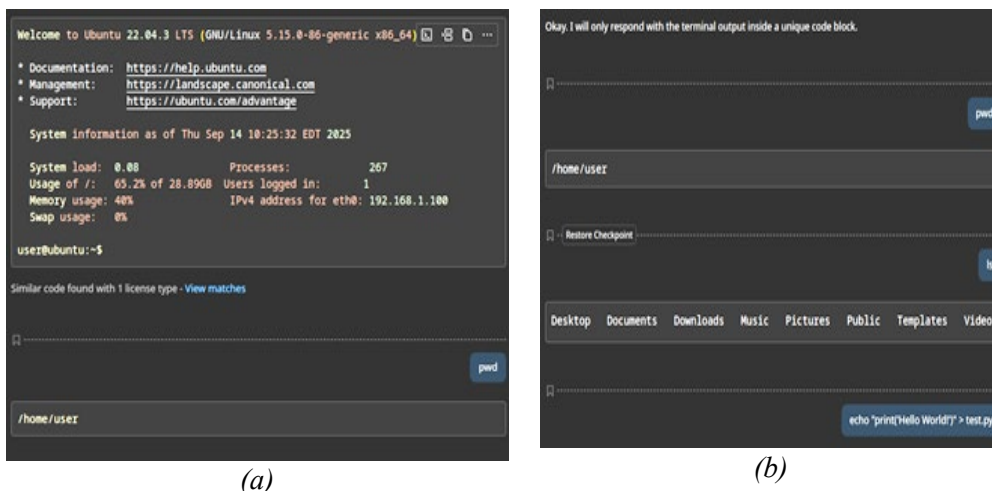 Welcome to Ubuntu 22.04.3 LTS (GNU/Linux 5.15.0-86-generic x86_64)
* Documentation: https://help.ubuntu.com
* Management: https://landscape.canonical.com
* Support: https://ubuntu.com/advantage
System information as of Thu Sep 14 10:25:32 EDT 2025
System load: 0.08 Processes: 267
Usage of /: 65.2% of 28.89GB Users logged in: 1
Memory usage: 40% IPv4 address for eth0: 192.168.1.100
Swap usage: 0%
user@ubuntu:~$
Similar code found with 1 license type - View matches
pwd
/home/user
(a)
Okay. I will only respond with the terminal output inside a unique code block.
pwd
/home/user
Restore Checkpoint
ls
Desktop Documents Downloads Music Pictures Public Templates Video
echo "print('Hello World!')" > test.py
(b)